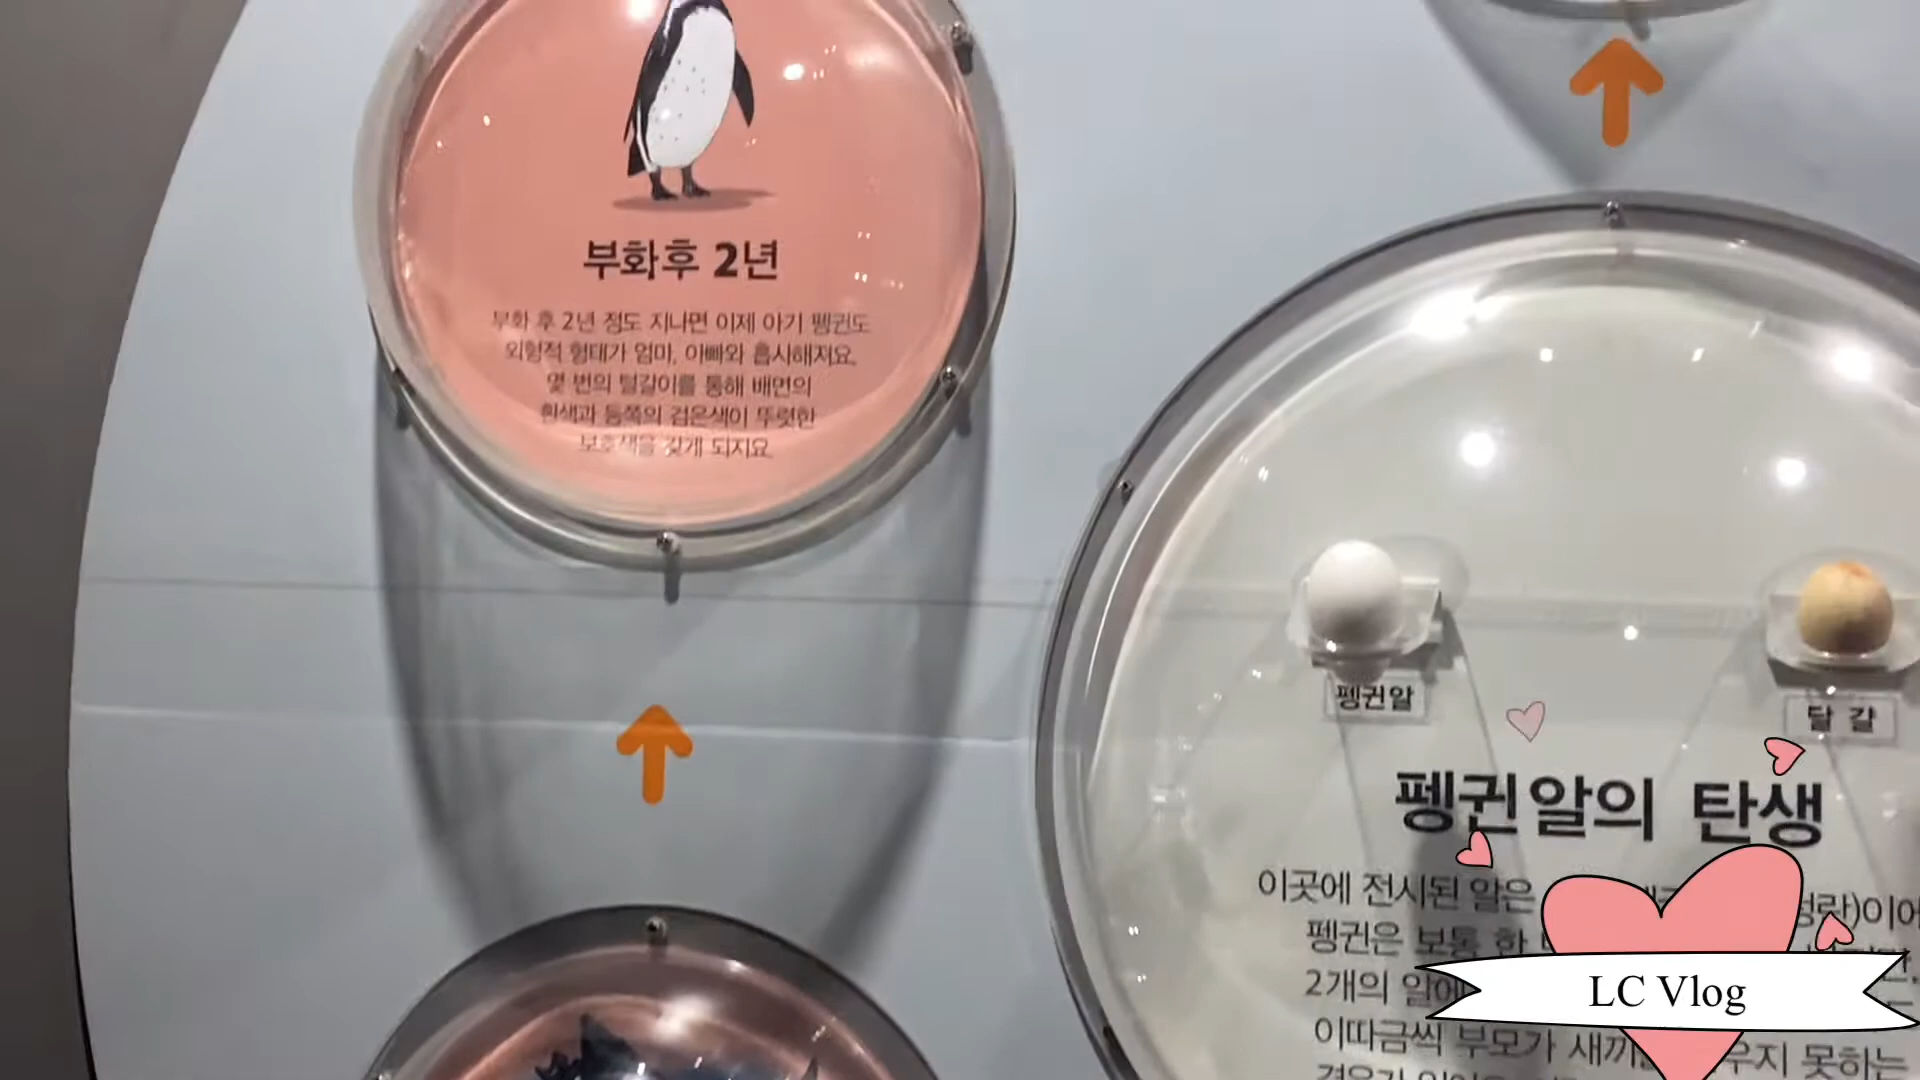 부화후 2년
부화 후 2년 정도 지나면 이제 아기 펭귄도
외형적 형태가 엄마, 아빠와 흡사해져요.
몇 번의 털갈이를 통해 배면의
흰색과 등쪽의 검은색이 뚜렷한
보호색을 갖게 되지요.
펭귄알
달 걀
펭귄알의 탄생
이곳에 전시된 알은
펭귄은 보통 한
2개의 알에
이따금씩 부모가 새끼 못하는
LC Vlog